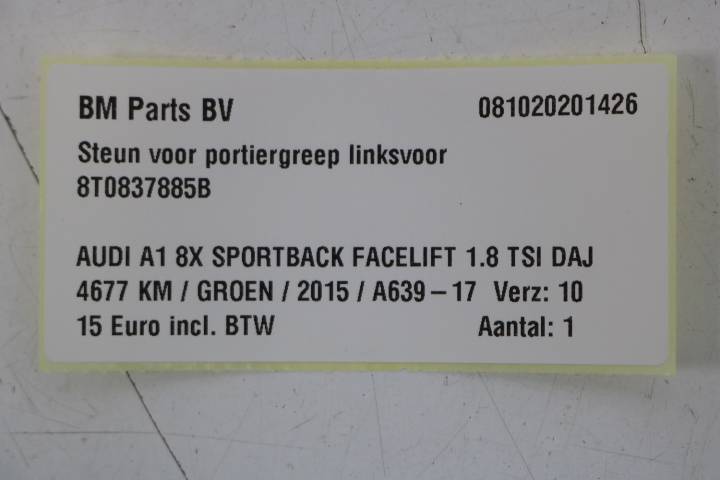 BM Parts BV 081020201426
Steun voor portiergreep linksvoor
8T0837885B
AUDI A1 8X SPORTBACK FACELIFT 1.8 TSI DAJ
4677 KM / GROEN / 2015 / A639 – 17 Verz: 10
15 Euro incl. BTW Aantal: 1